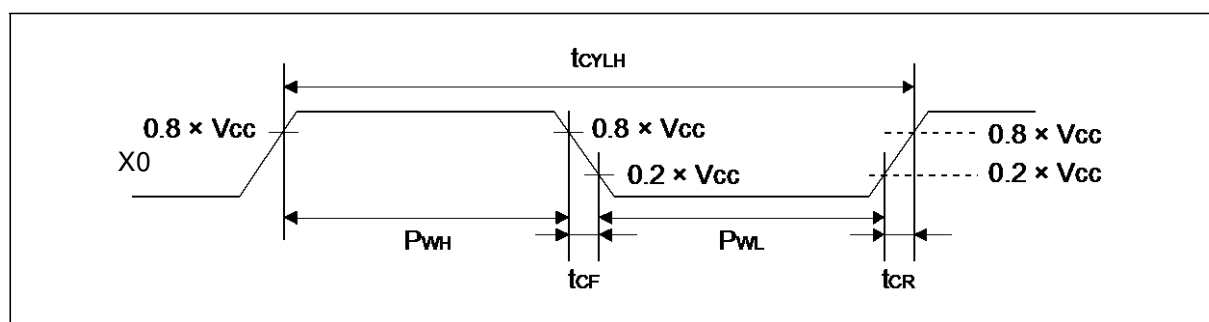 tCYLH
0.8 × VCC
0.8 × VCC
0.8 × VCC
X0
0.2 × VCC
0.2 × VCC
PWH
PWL
tCF
tCR